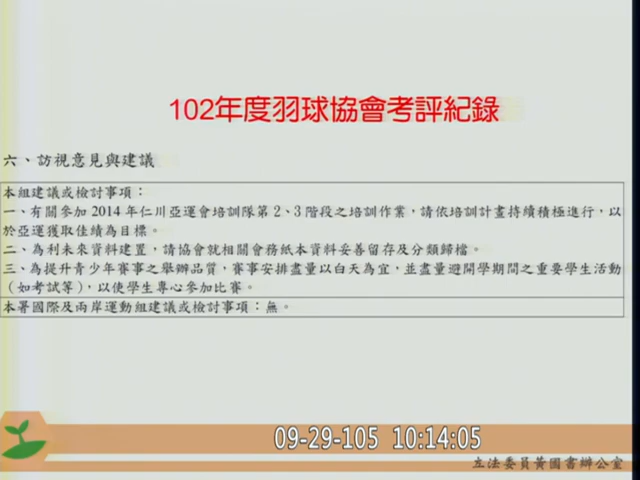 102年度羽球協會考評紀錄
六、訪視意見與建議
本組建議或檢討事項：
一、有關參加 2014 年仁川亞運會培訓隊第 2、3 階段之培訓作業，請依培訓計畫持續積極進行，以
於亞運獲取佳績為目標。
二、為利未來資料建置，請協會就相關會務紙本資料妥善留存及分類歸檔。
三、為提升青少年賽事之舉辦品質，賽事安排盡量以白天為宜，並盡量避開學期間之重要學生活動
（如考試等），以使學生專心參加比賽。
本署國際及兩岸運動組建議或檢討事項：無。
09-29-105 10:14:05
立法委員黃國書辦公室